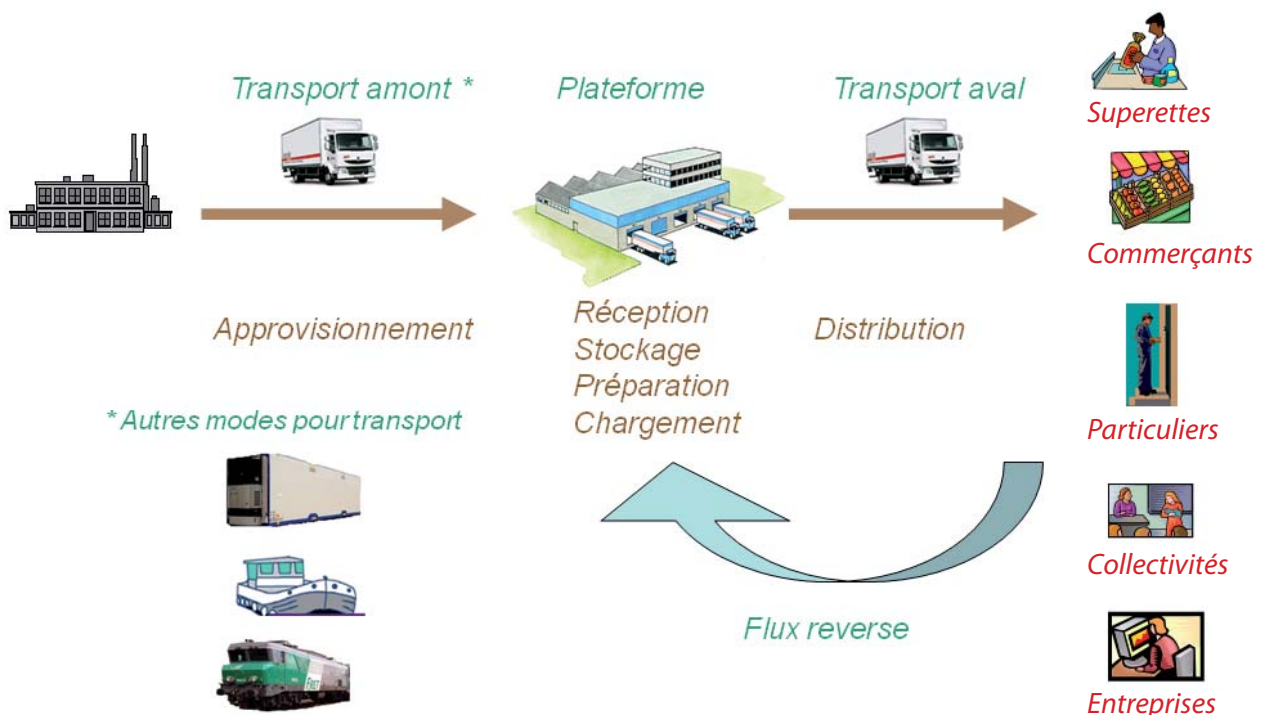 Transport amont *
Plateforme
Transport aval
Superettes
Commerçants
Approvisionnement
Réception
Stockage
Préparation
Chargement
Distribution
* Autres modes pour transport
Particuliers
Collectivités
Flux reverse
FRET
Entreprises